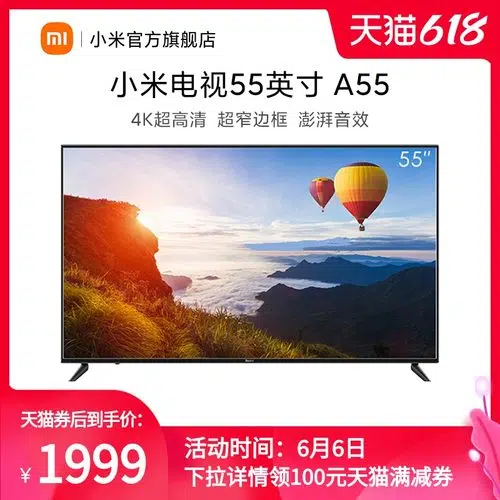 小米官方旗舰店
天猫618
小米电视55英寸 A55
4K超高清 超窄边框 澎湃音效
55"
天猫券后到手价:
¥1999
活动时间:6月6日
下拉详情领100元天猫满减券